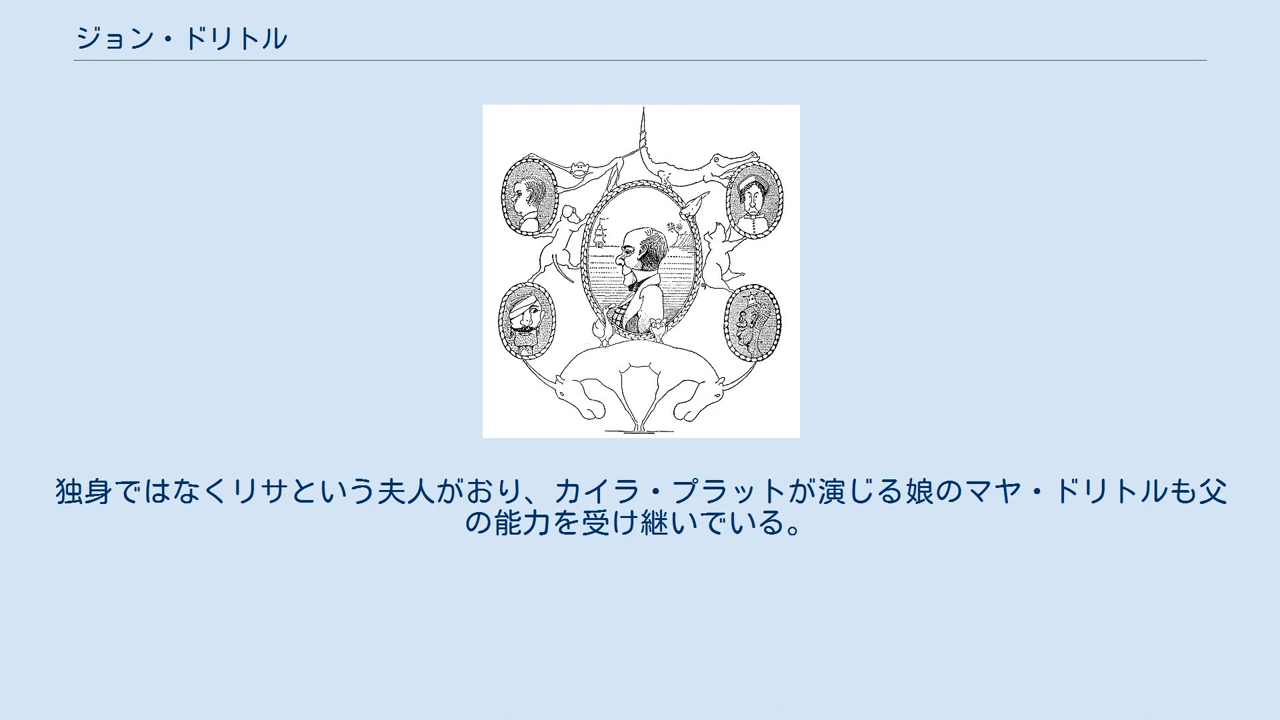 ジョン・ドリトル
独身ではなくリサという夫人がおり、カイラ・プラットが演じる娘のマヤ・ドリトルも父
の能力を受け継いでいる。